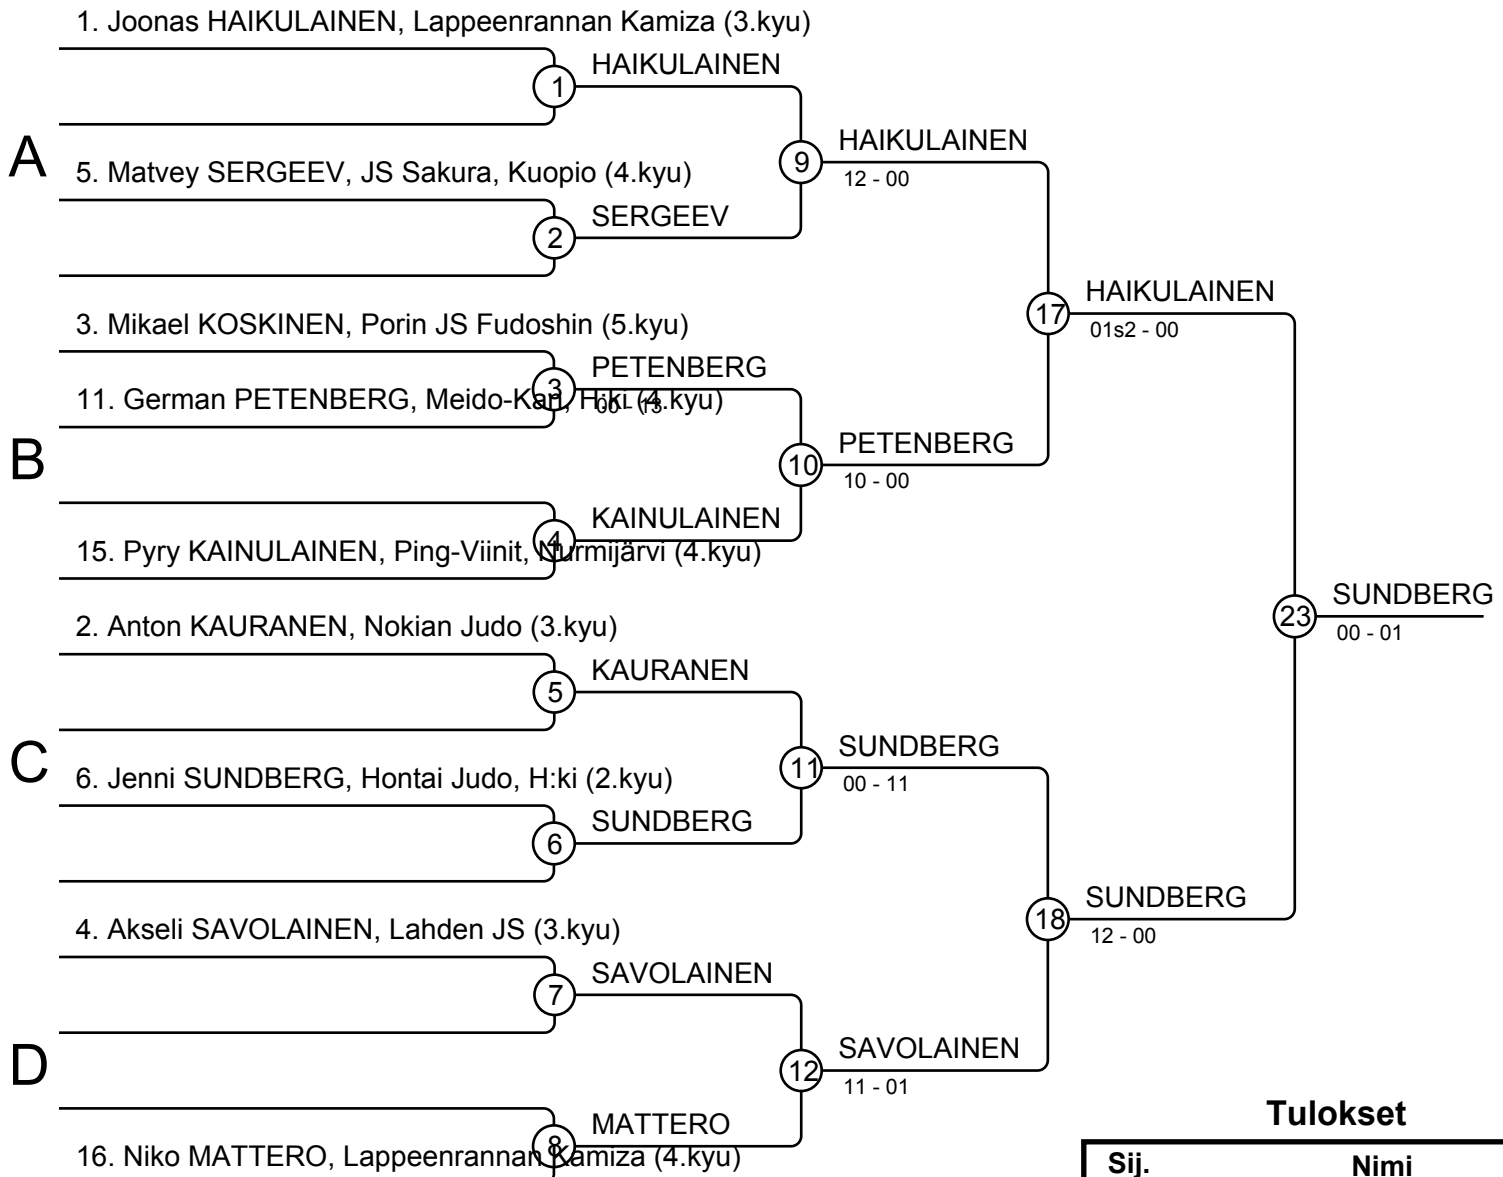 1. Joonas HAIKULAINEN, Lappeenrannan Kamiza (3.kyu)
HAIKULAINEN
1
A
HAIKULAINEN
9
12 - 00
5. Matvey SERGEEV, JS Sakura, Kuopio (4.kyu)
SERGEEV
2
HAIKULAINEN
17
01s2 - 00
3. Mikael KOSKINEN, Porin JS Fudoshin (5.kyu)
PETENBERG
3
11. German PETENBERG, Meido-Kan, H:ki (4.kyu)
00 - 13
B
PETENBERG
10
10 - 00
KAINULAINEN
4
15. Pyry KAINULAINEN, Ping-Viinit, Nurmijärvi (4.kyu)
SUNDBERG
23
00 - 01
2. Anton KAURANEN, Nokian Judo (3.kyu)
KAURANEN
5
C
SUNDBERG
11
00 - 11
6. Jenni SUNDBERG, Hontai Judo, H:ki (2.kyu)
SUNDBERG
6
SUNDBERG
18
12 - 00
4. Akseli SAVOLAINEN, Lahden JS (3.kyu)
SAVOLAINEN
7
D
SAVOLAINEN
12
11 - 01
MATTERO
8
16. Niko MATTERO, Lappeenrannan Kamiza (4.kyu)
Tulokset
Sij. Nimi